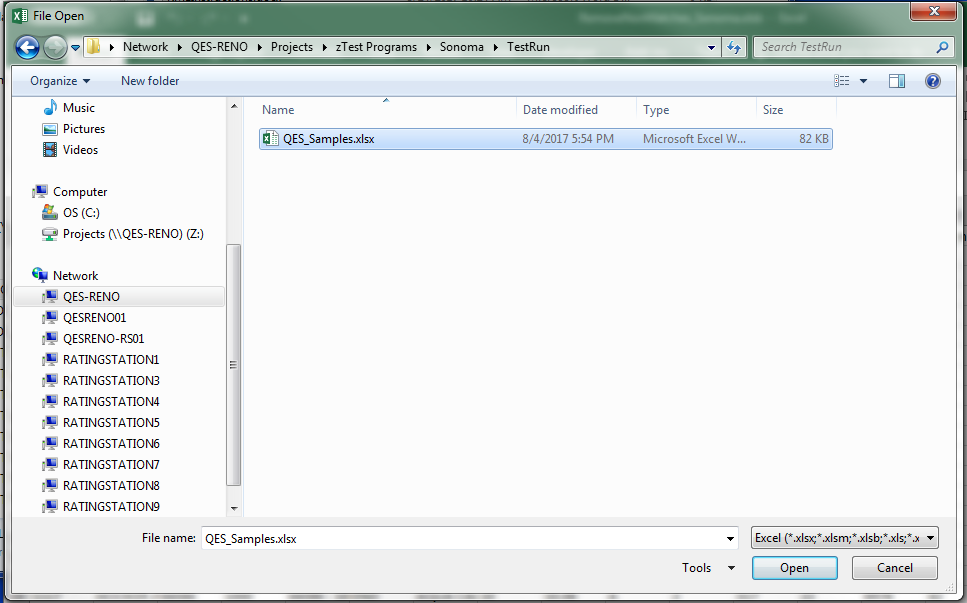 File Open
Network QES-RENO Projects zTest Programs Sonoma TestRun
Search TestRun
Organize New folder
Name Date modified Type Size
QES_Samples.xlsx 8/4/2017 5:54 PM Microsoft Excel W... 82 KB
Music
Pictures
Videos
Computer
OS (C:)
Projects (\\QES-RENO) (Z:)
Network
QES-RENO
QESRENO01
QESRENO-RS01
RATINGSTATION1
RATINGSTATION3
RATINGSTATION4
RATINGSTATION5
RATINGSTATION6
RATINGSTATION7
RATINGSTATION8
RATINGSTATION9
File name: QES_Samples.xlsx Excel (*.xlsx;*.xlsm;*.xlsb;*.xls;*.x
Tools Open Cancel